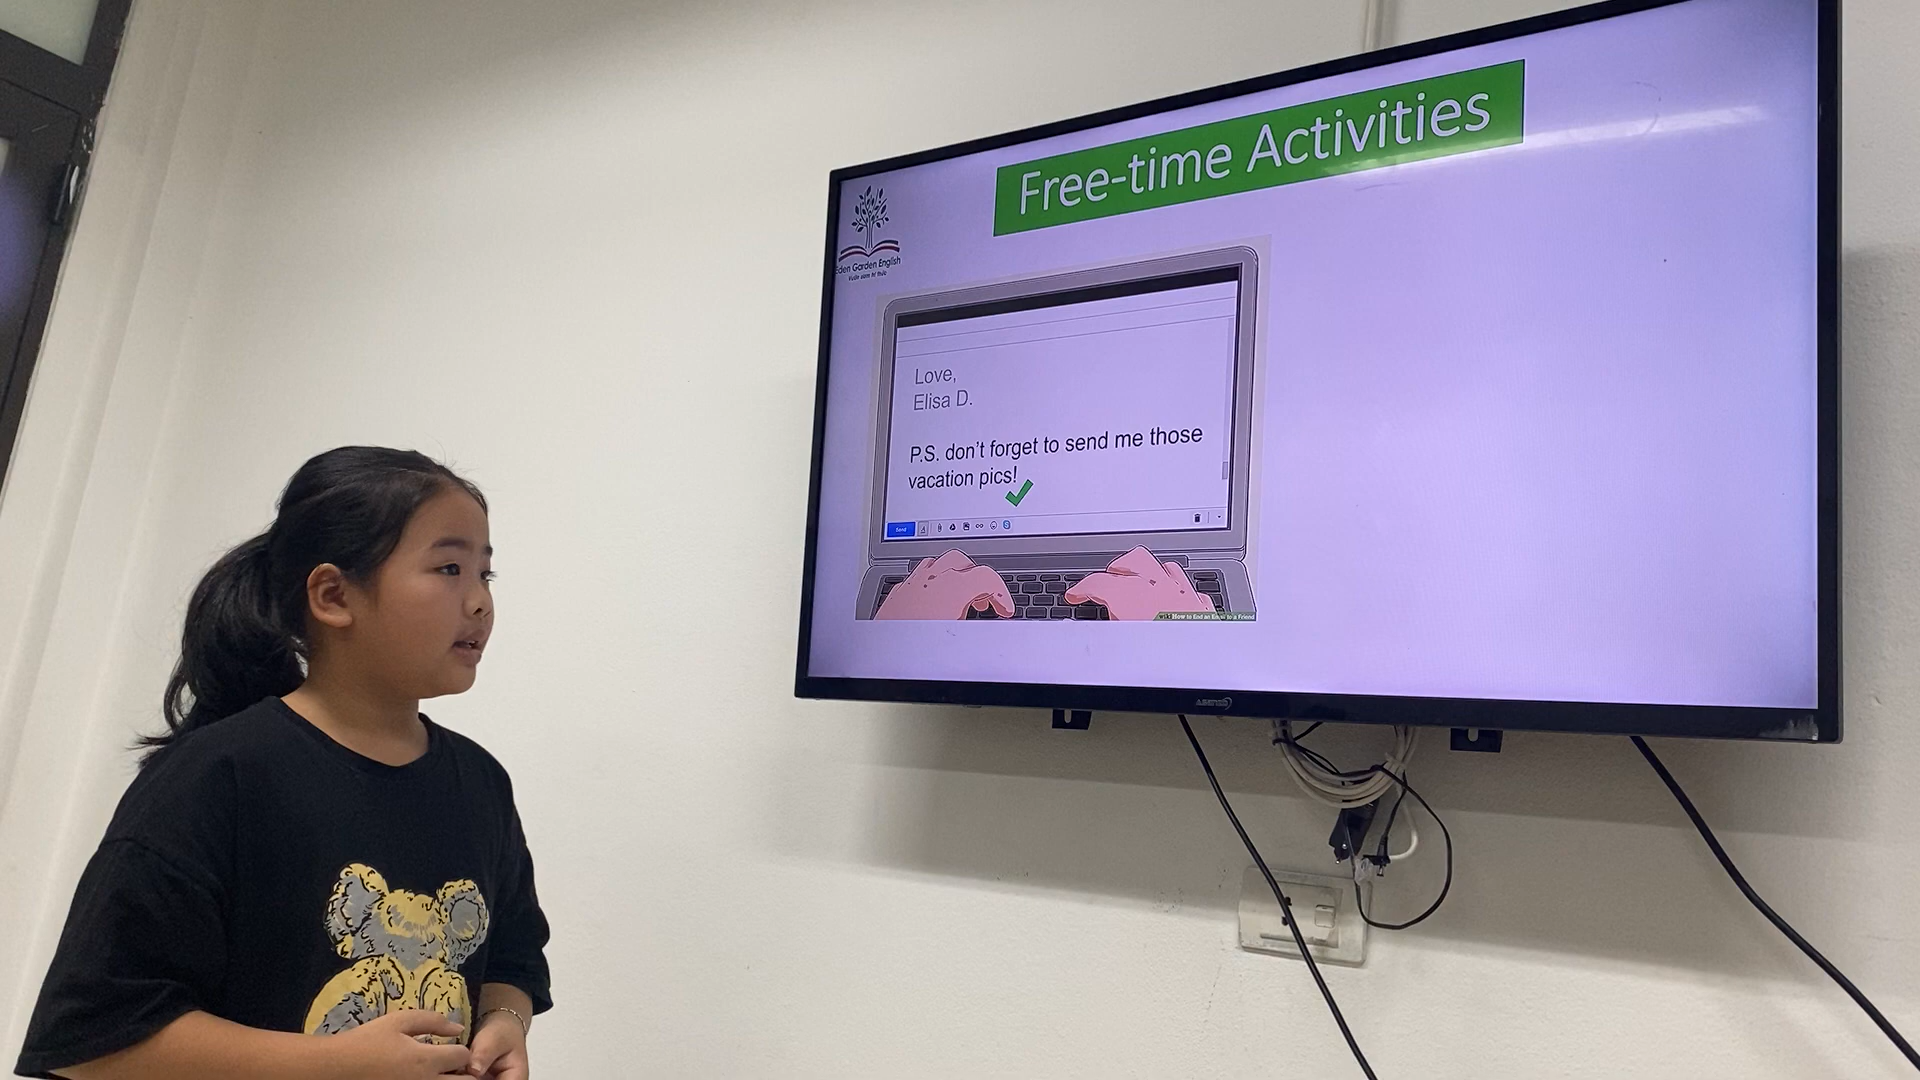 Free-time Activities
Eden Garden English
Love,
Elisa D.
P.S. don't forget to send me those
vacation pics!
Send
How to End an Email to a Friend